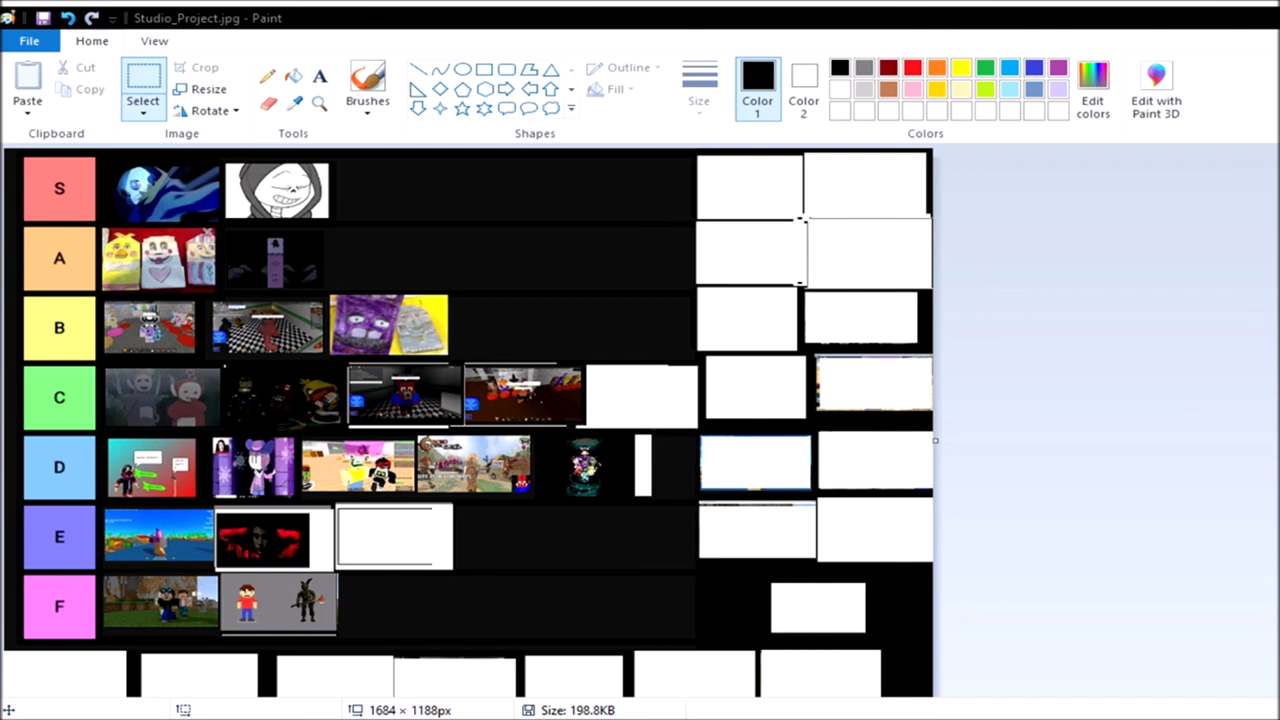 Studio_Project.jpg - Paint
File Home View
Paste
Cut
Copy
Clipboard
Select
Crop
Resize
Rotate
Image
A
Tools
Brushes
Outline
Fill
Shapes
Size
Color 1
Color 2
Edit colors
Edit with Paint 3D
Colors
S
A
B
C
D
E
F
1684 × 1188px
Size: 198.8KB